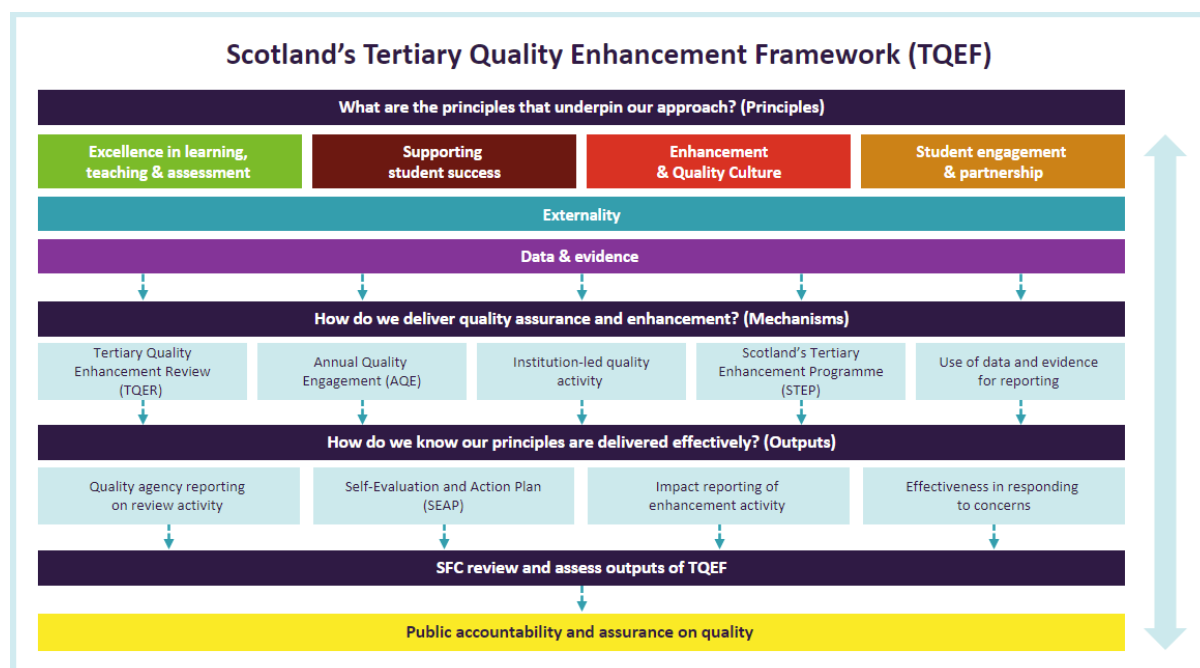 Scotland’s Tertiary Quality Enhancement Framework (TQEF)
What are the principles that underpin our approach? (Principles)
Excellence in learning,
teaching & assessment
Supporting
student success
Enhancement
& Quality Culture
Student engagement
& partnership
Externality
Data & evidence
How do we deliver quality assurance and enhancement? (Mechanisms)
Tertiary Quality
Enhancement Review
(TQER)
Annual Quality
Engagement (AQE)
Institution-led quality
activity
Scotland’s Tertiary
Enhancement Programme
(STEP)
Use of data and evidence
for reporting
How do we know our principles are delivered effectively? (Outputs)
Quality agency reporting
on review activity
Self-Evaluation and Action Plan
(SEAP)
Impact reporting of
enhancement activity
Effectiveness in responding
to concerns
SFC review and assess outputs of TQEF
Public accountability and assurance on quality